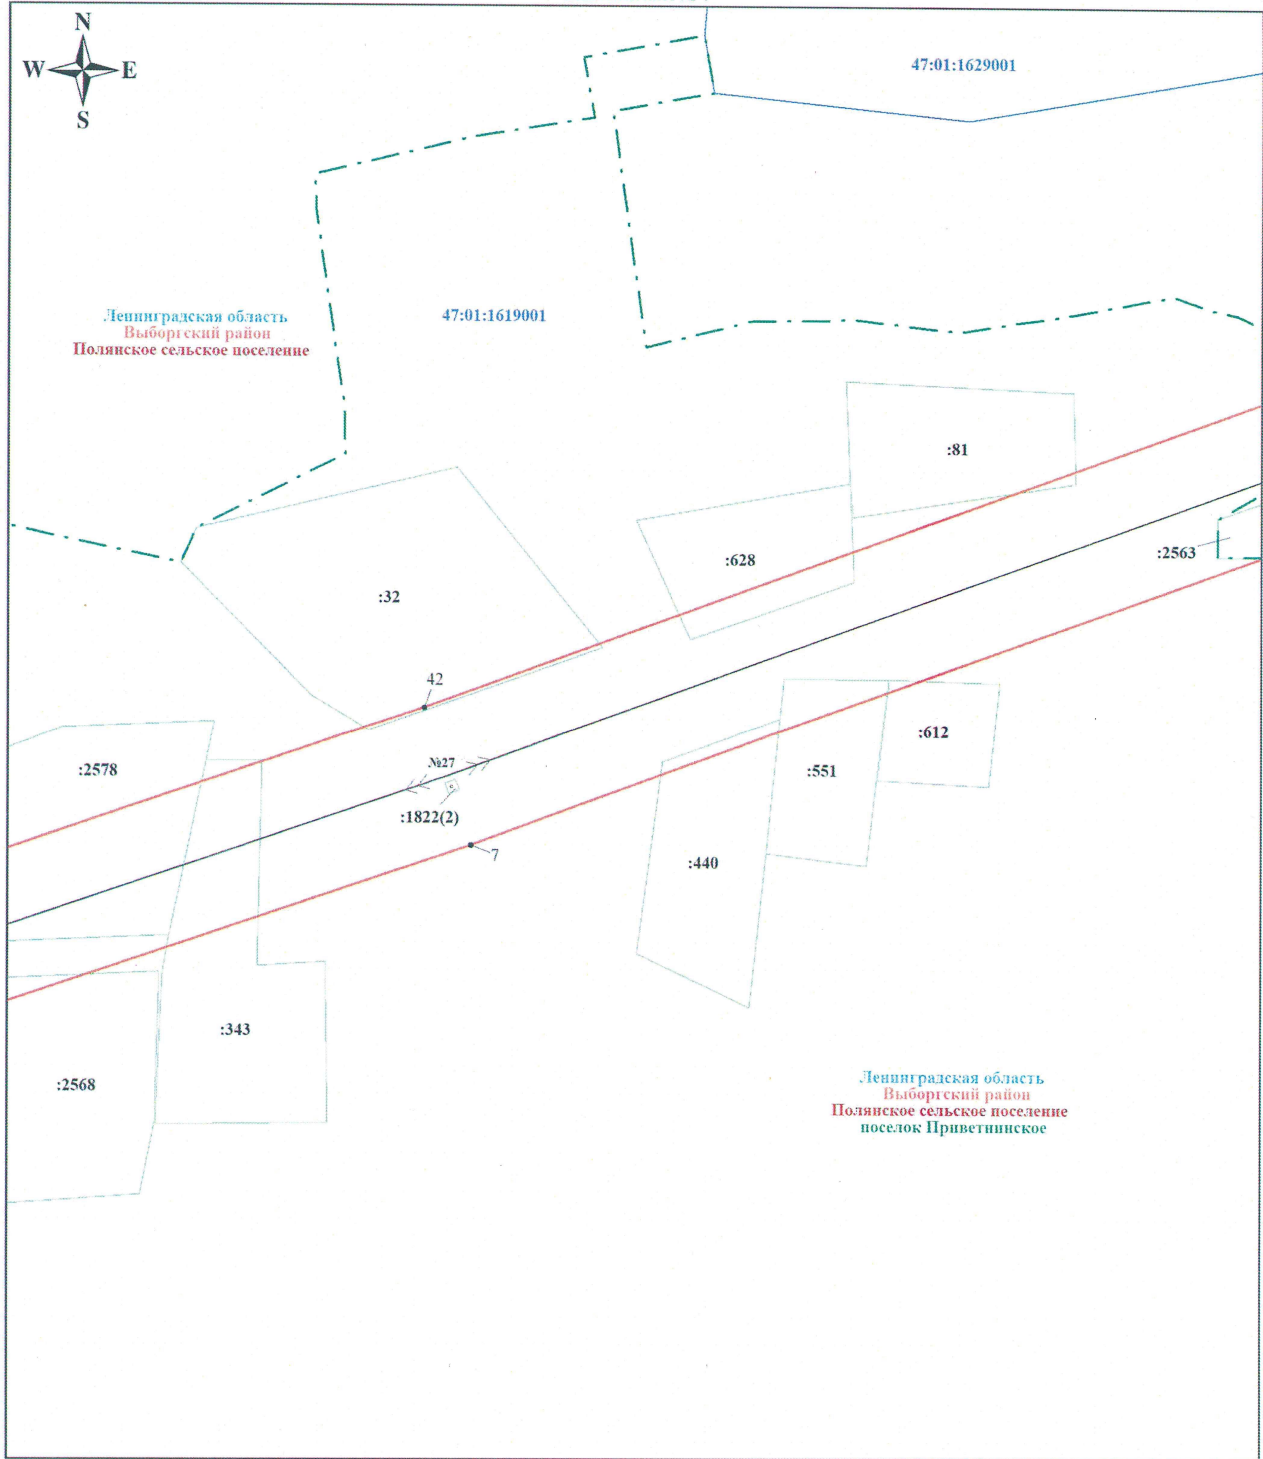 N
W E
S
47:01:1629001
Ленинградская область
Выборгский район
Полянское сельское поселение
47:01:1619001
:81
:628
:2563
:32
42
:612
№27
:2578
:551
:1822(2)
7
:440
:343
:2568
Ленинградская область
Выборгский район
Полянское сельское поселение
поселок Приветнинское